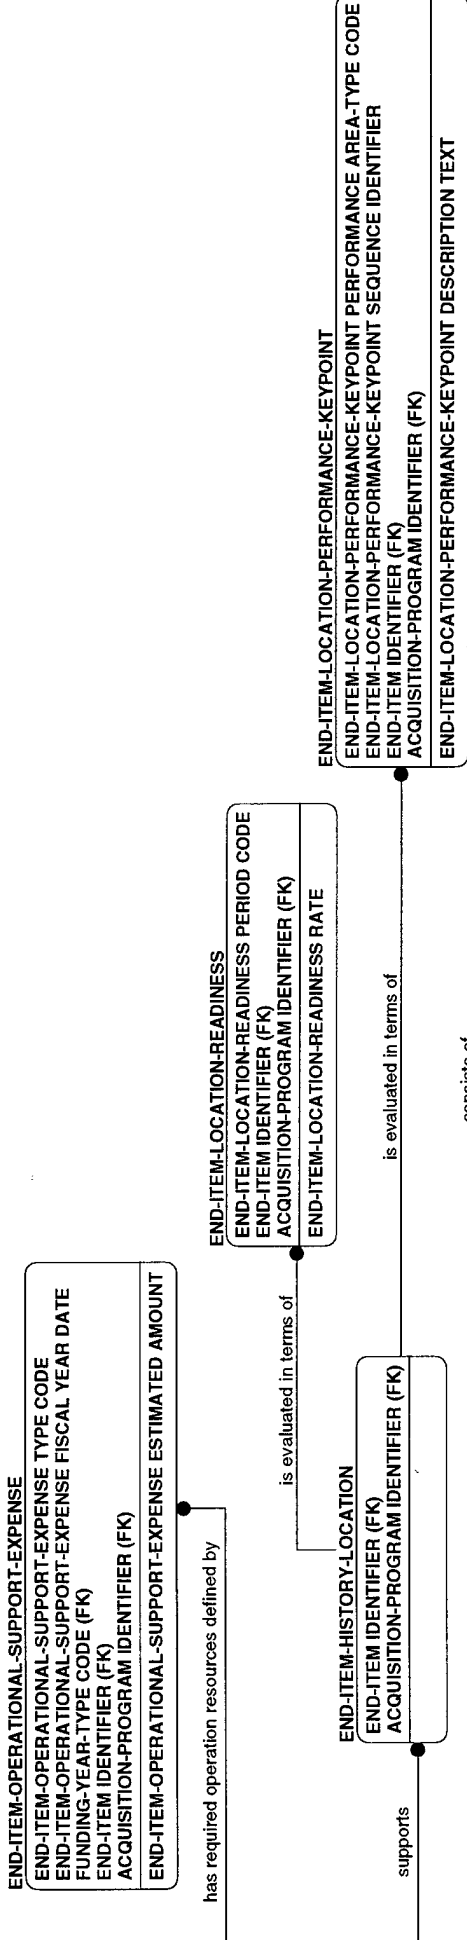 END-ITEM-OPERATIONAL-SUPPORT-EXPENSE
END-ITEM-OPERATIONAL-SUPPORT-EXPENSE TYPE CODE
END-ITEM-OPERATIONAL-SUPPORT-EXPENSE FISCAL YEAR DATE
FUNDING-YEAR-TYPE CODE (FK)
END-ITEM IDENTIFIER (FK)
ACQUISITION-PROGRAM IDENTIFIER (FK)
END-ITEM-OPERATIONAL-SUPPORT-EXPENSE ESTIMATED AMOUNT
has required operation resources defined by
END-ITEM-LOCATION-READINESS
END-ITEM-LOCATION-READINESS PERIOD CODE
END-ITEM IDENTIFIER (FK)
ACQUISITION-PROGRAM IDENTIFIER (FK)
END-ITEM-LOCATION-READINESS RATE
is evaluated in terms of
END-ITEM-HISTORY-LOCATION
END-ITEM IDENTIFIER (FK)
ACQUISITION-PROGRAM IDENTIFIER (FK)
supports
is evaluated in terms of
END-ITEM-LOCATION-PERFORMANCE-KEYPOINT
END-ITEM-LOCATION-PERFORMANCE-KEYPOINT PERFORMANCE AREA-TYPE CODE
END-ITEM-LOCATION-PERFORMANCE-KEYPOINT SEQUENCE IDENTIFIER
END-ITEM IDENTIFIER (FK)
ACQUISITION-PROGRAM IDENTIFIER (FK)
END-ITEM-LOCATION-PERFORMANCE-KEYPOINT DESCRIPTION TEXT